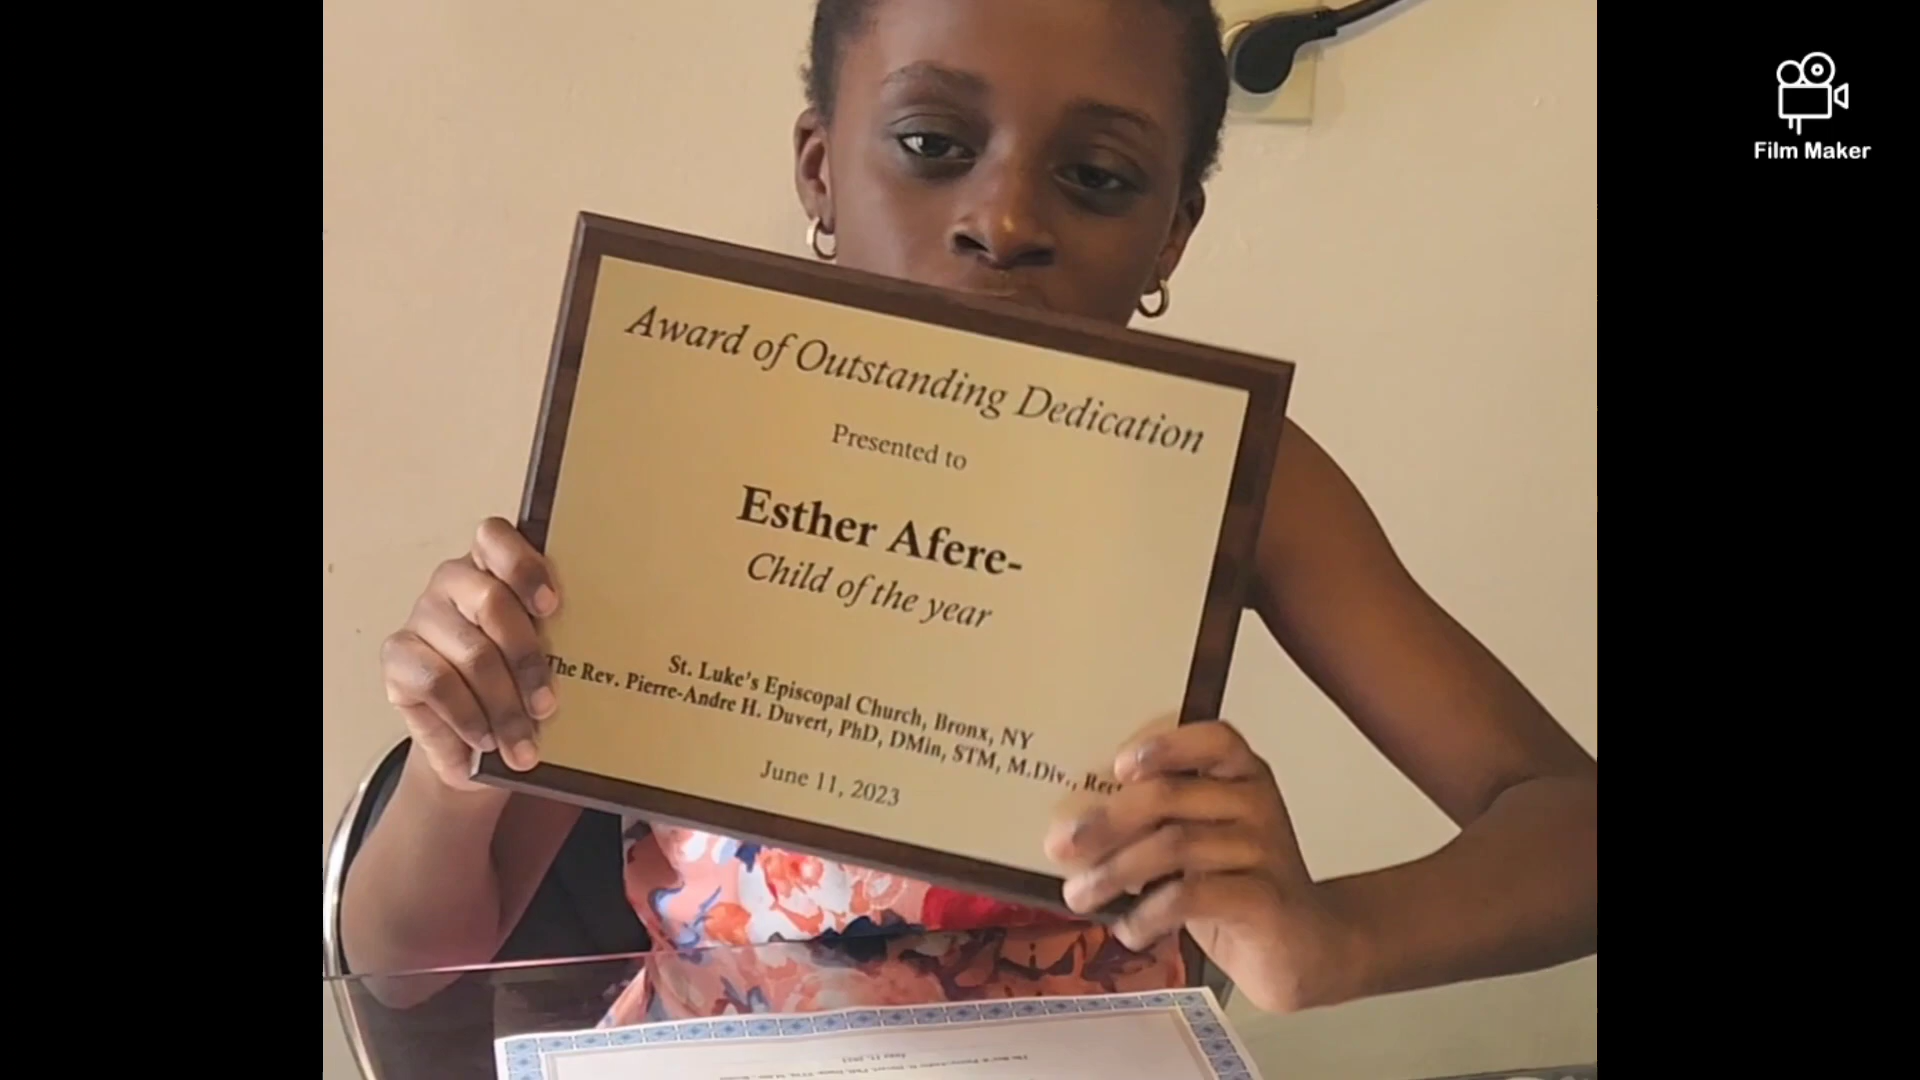 Film Maker
Award of Outstanding Dedication
Presented to
Esther Afere-
Child of the year
St. Luke's Episcopal Church, Bronx, NY
The Rev. Pierre-Andre H. Duvert, PhD, DMin, STM, M.Div.,
June 11, 2023